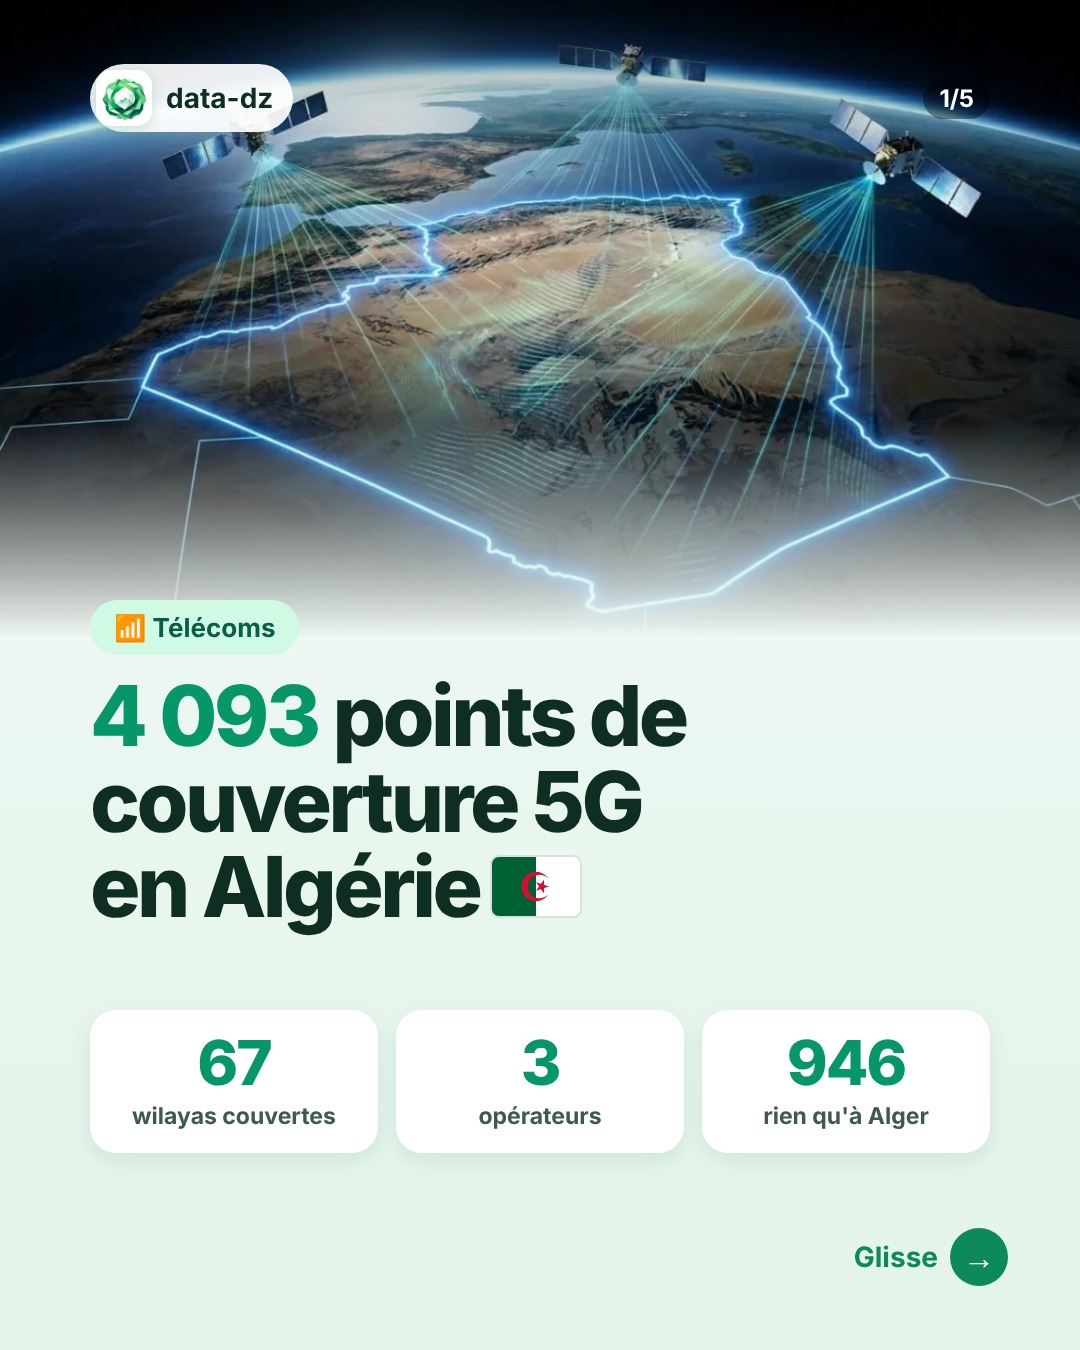 data-dz
1/5
📶 Télécoms
4 093 points de
couverture 5G
en Algérie 🇩🇿
67
wilayas couvertes
3
opérateurs
946
rien qu'à Alger
Glisse →